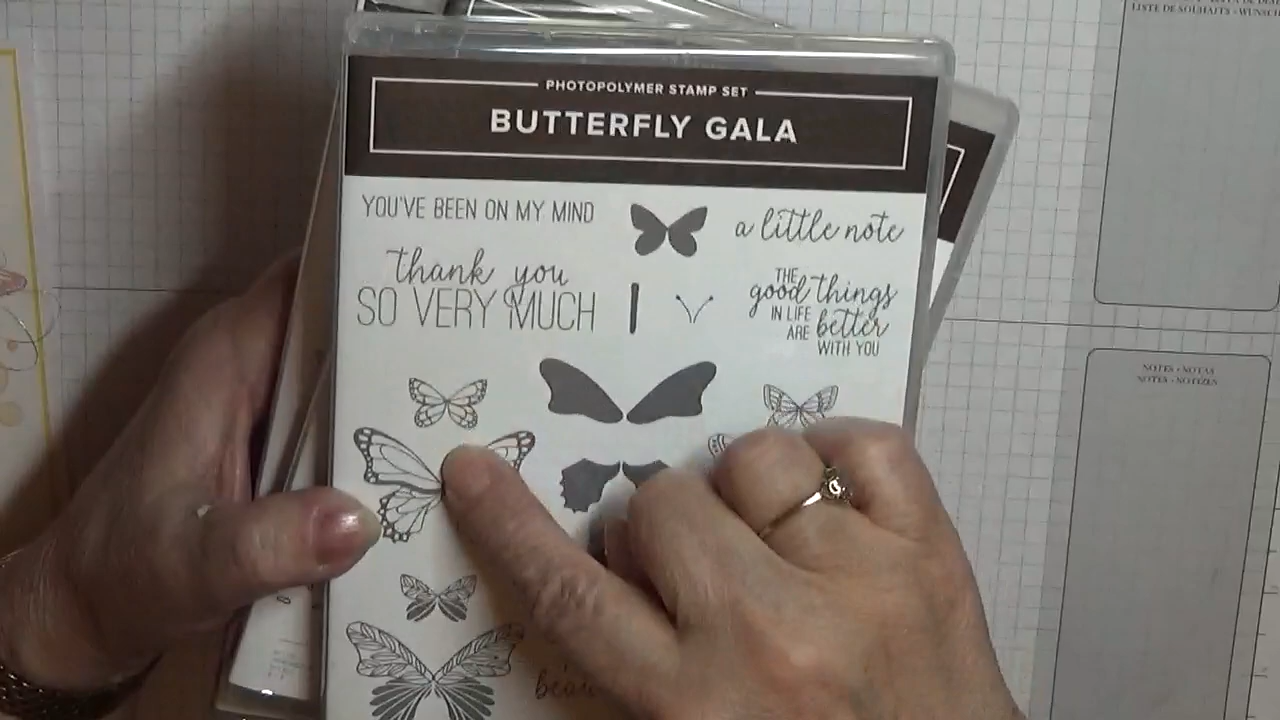 PHOTOPOLYMER STAMP SET
BUTTERFLY GALA
YOU'VE BEEN ON MY MIND
a little note
thank you
SO VERY MUCH
THE
good things
IN LIFE
ARE better
WITH YOU
LISTE DE SOUHAITS • WUNSCH
NOTES • NOTAS
NOTES • NOTIZEN